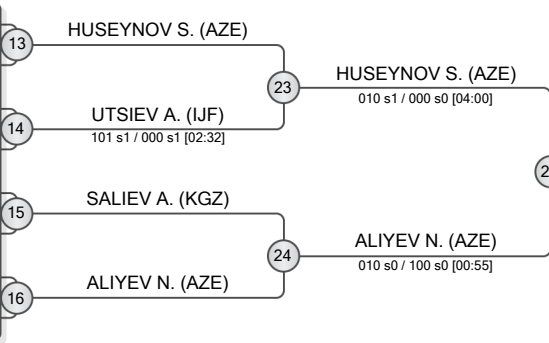 HUSEYNOV S. (AZE)
13
23
HUSEYNOV S. (AZE)
010 s1 / 000 s0 [04:00]
14
UTSIEV A. (IJF)
101 s1 / 000 s1 [02:32]
15
SALIEV A. (KGZ)
24
ALIYEV N. (AZE)
010 s0 / 100 s0 [00:55]
16
ALIYEV N. (AZE)